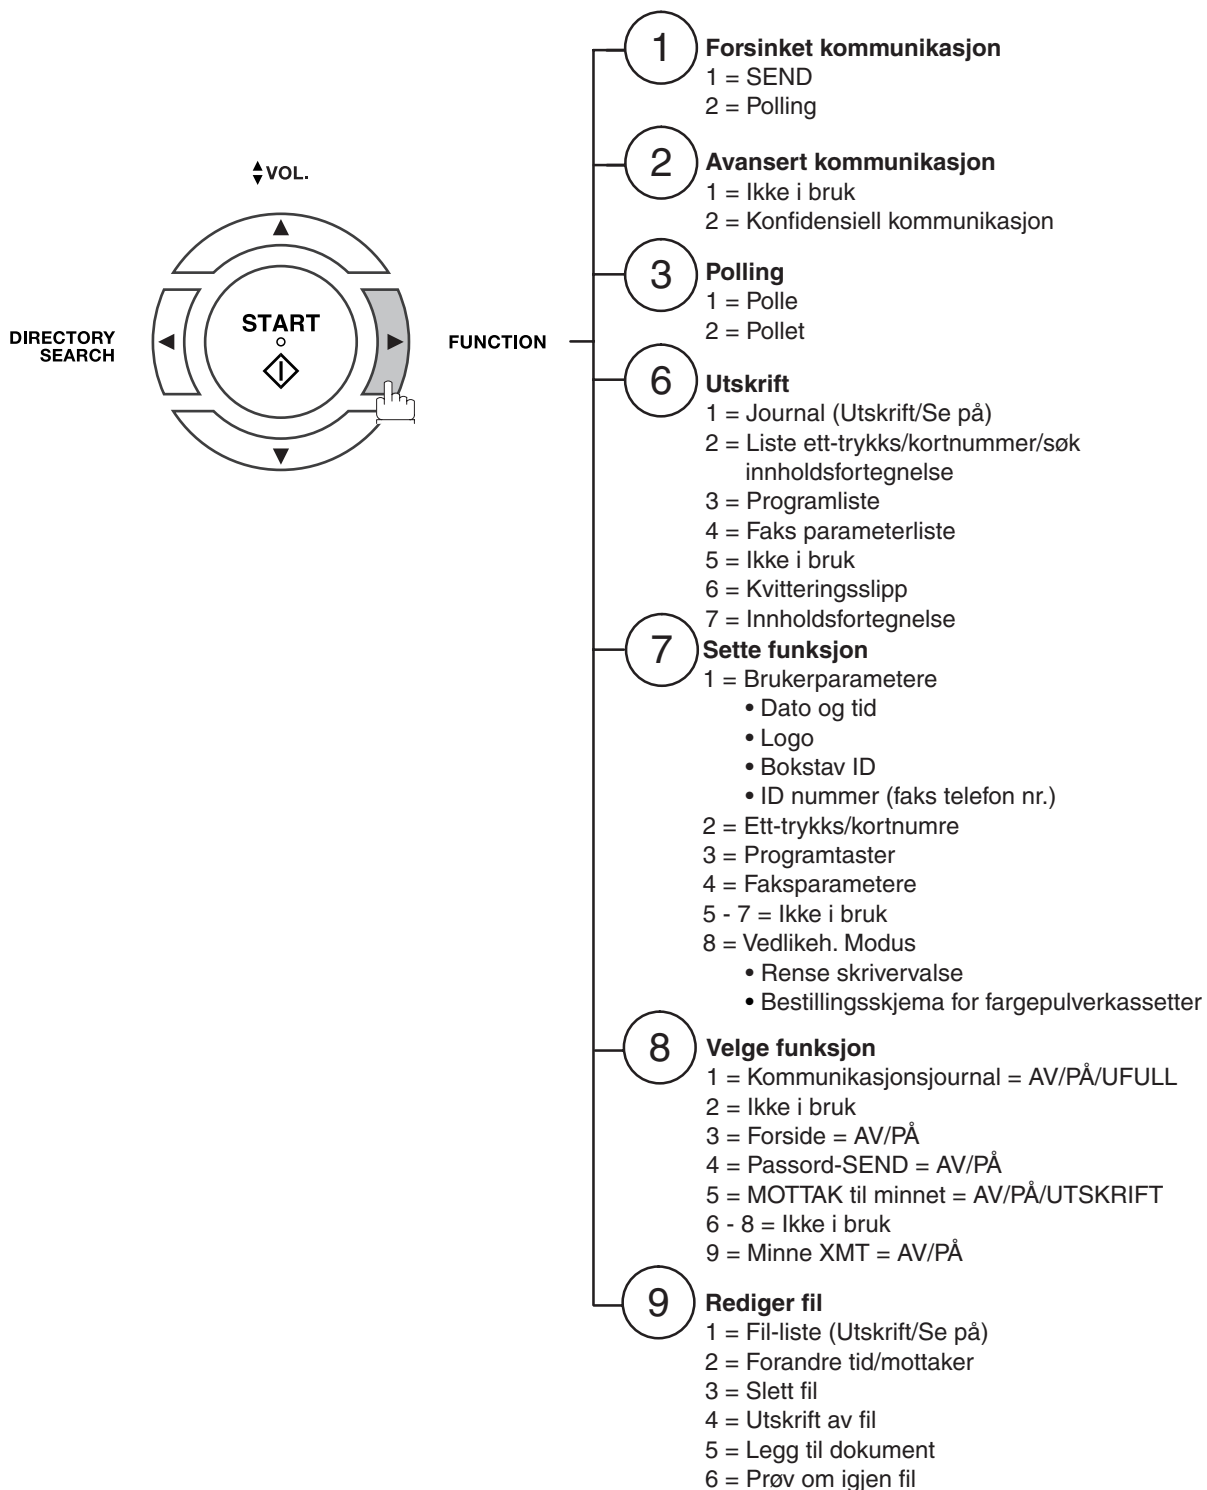 VOL.
START
DIRECTORY
SEARCH
FUNCTION
1
Forsinket kommunikasjon
1 = SEND
2 = Polling
2
Avansert kommunikasjon
1 = Ikke i bruk
2 = Konfidensiell kommunikasjon
3
Polling
1 = Polle
2 = Pollet
6
Utskrift
1 = Journal (Utskrift/Se på)
2 = Liste ett-trykks/kortnummer/søk
innholdsfortegnelse
3 = Programliste
4 = Faks parameterliste
5 = Ikke i bruk
6 = Kvitteringsslipp
7 = Innholdsfortegnelse
7
Sette funksjon
1 = Brukerparametere
• Dato og tid
• Logo
• Bokstav ID
• ID nummer (faks telefon nr.)
2 = Ett-trykks/kortnumre
3 = Programtaster
4 = Faksparametere
5 - 7 = Ikke i bruk
8 = Vedlikeh. Modus
• Rense skrivervalse
• Bestillingsskjema for fargepulverkassetter
8
Velge funksjon
1 = Kommunikasjonsjournal = AV/PÅ/UFULL
2 = Ikke i bruk
3 = Forside = AV/PÅ
4 = Passord-SEND = AV/PÅ
5 = MOTTAK til minnet = AV/PÅ/UTSKRIFT
6 - 8 = Ikke i bruk
9 = Minne XMT = AV/PÅ
9
Rediger fil
1 = Fil-liste (Utskrift/Se på)
2 = Forandre tid/mottaker
3 = Slett fil
4 = Utskrift av fil
5 = Legg til dokument
6 = Prøv om igjen fil